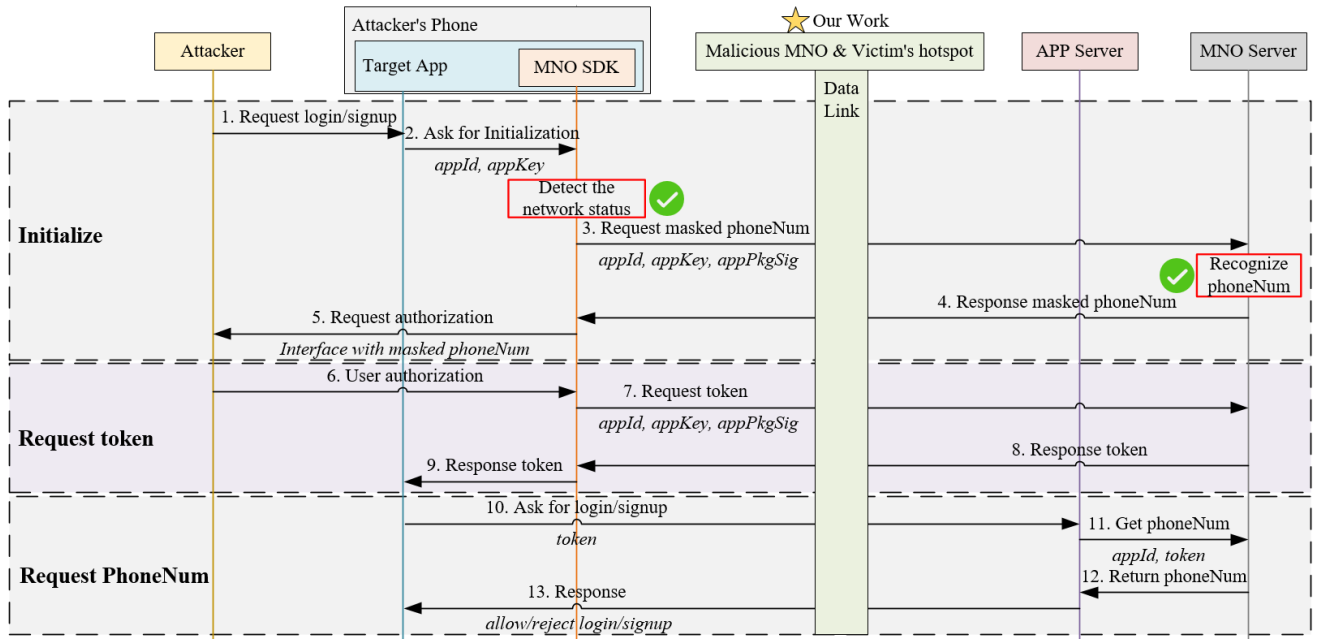 Our Work
Attacker
Attacker's Phone
Target App
MNO SDK
Malicious MNO & Victim's hotspot
APP Server
MNO Server
Data
Link
Initialize
1. Request login/signup
2. Ask for Initialization
appId, appKey
Detect the
network status
3. Request masked phoneNum
appId, appKey, appPkgSig
Recognize
phoneNum
4. Response masked phoneNum
5. Request authorization
Interface with masked phoneNum
Request token
6. User authorization
7. Request token
appId, appKey, appPkgSig
8. Response token
9. Response token
Request PhoneNum
10. Ask for login/signup
token
11. Get phoneNum
appId, token
12. Return phoneNum
13. Response
allow/reject login/signup